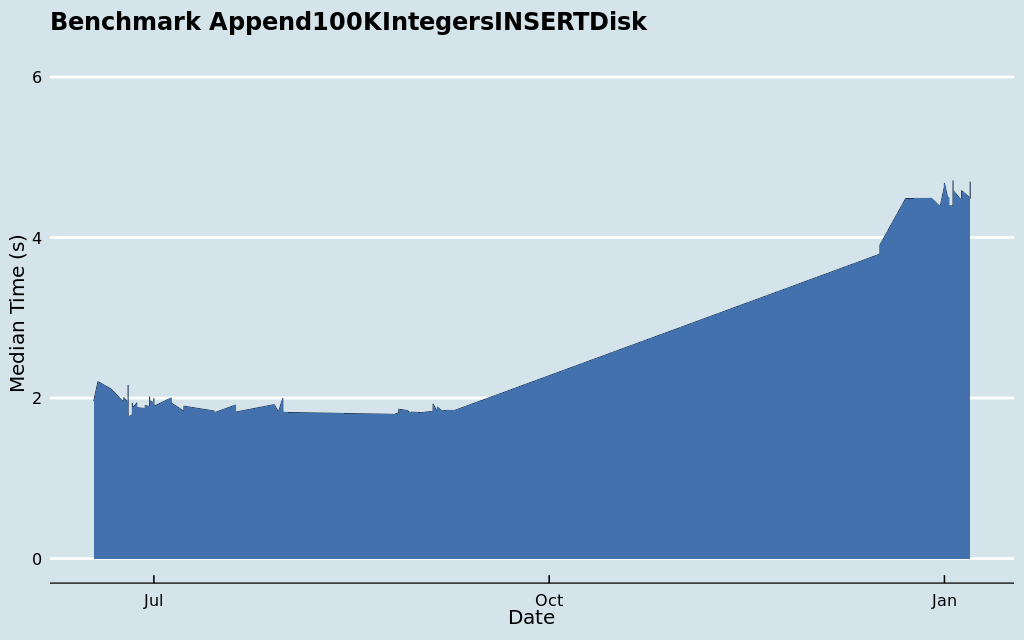 Benchmark Append100KIntegersINSERTDisk
6
4
2
0
Median Time (s)
Jul
Oct
Jan
Date